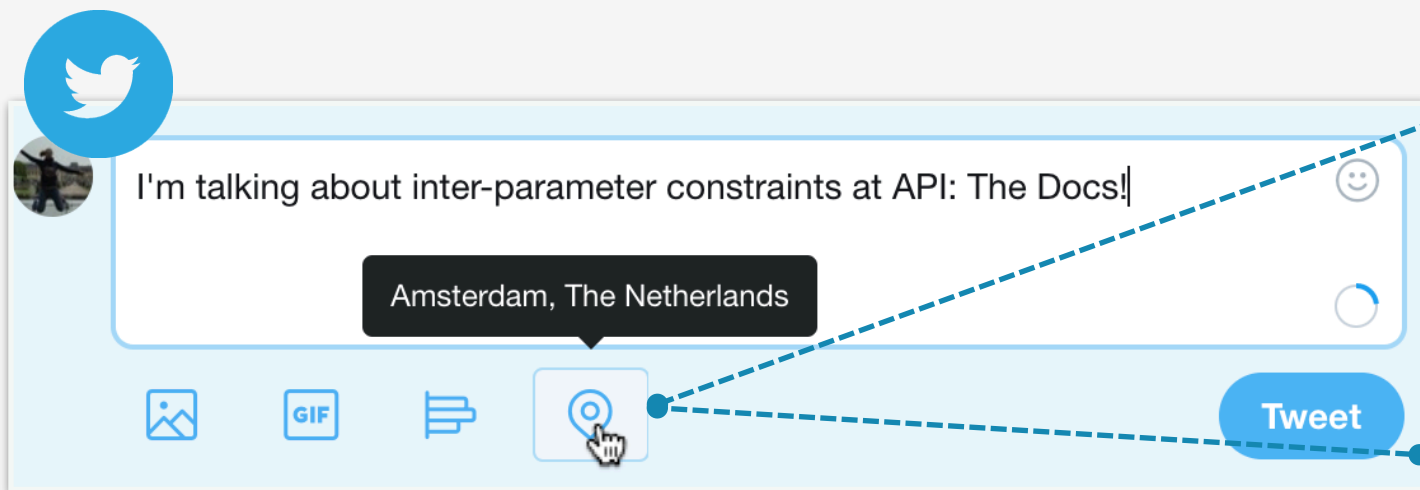 I'm talking about inter-parameter constraints at API: The Docs!
Amsterdam, The Netherlands
GIF
Tweet